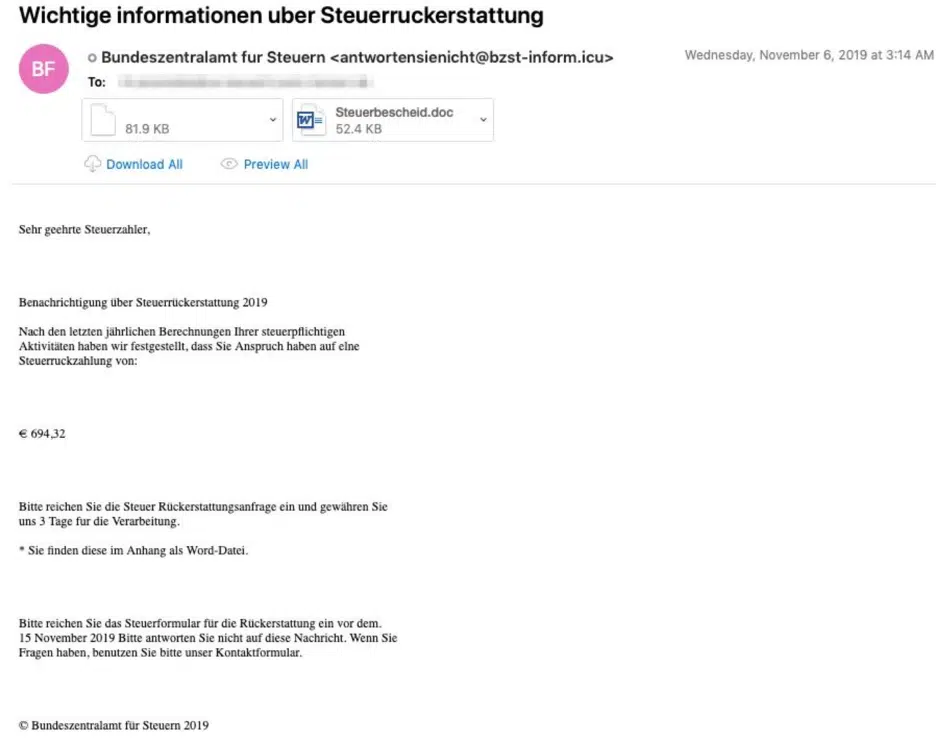 Wichtige informationen uber Steuerruckerstattung
BF
Bundeszentralamt fur Steuern <antwortensienicht@bzst-inform.icu>
Wednesday, November 6, 2019 at 3:14 AM
To:
81.9 KB
Steuerbescheid.doc
52.4 KB
Download All
Preview All
Sehr geehrte Steuerzahler,
Benachrichtigung über Steuerrückerstattung 2019
Nach den letzten jährlichen Berechnungen Ihrer steuerpflichtigen
Aktivitäten haben wir festgestellt, dass Sie Anspruch haben auf elne
Steuerruckzahlung von:
€ 694,32
Bitte reichen Sie die Steuer Rückerstattungsanfrage ein und gewähren Sie
uns 3 Tage fur die Verarbeitung.
* Sie finden diese im Anhang als Word-Datei.
Bitte reichen Sie das Steuerformular für die Rückerstattung ein vor dem.
15 November 2019 Bitte antworten Sie nicht auf diese Nachricht. Wenn Sie
Fragen haben, benutzen Sie bitte unser Kontaktformular.
© Bundeszentralamt für Steuern 2019